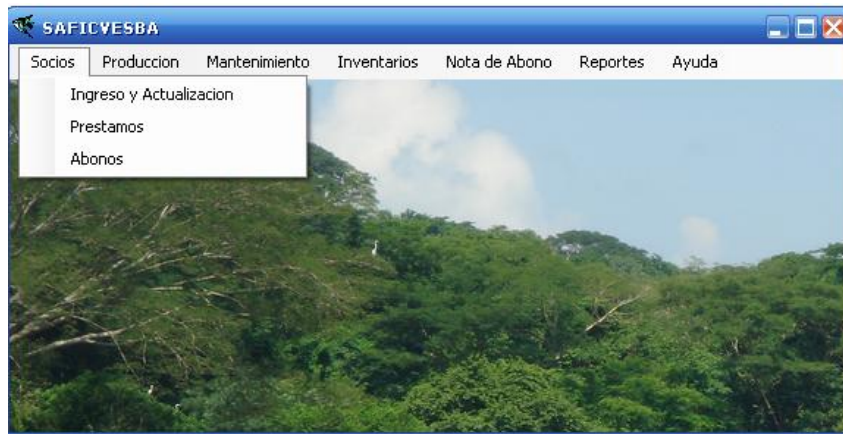 SAFICVESBA
Socios Produccion Mantenimiento Inventarios Nota de Abono Reportes Ayuda
Ingreso y Actualizacion
Prestamos
Abonos